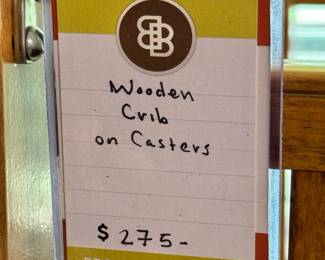 Wooden
Crib
on Casters
$ 275-